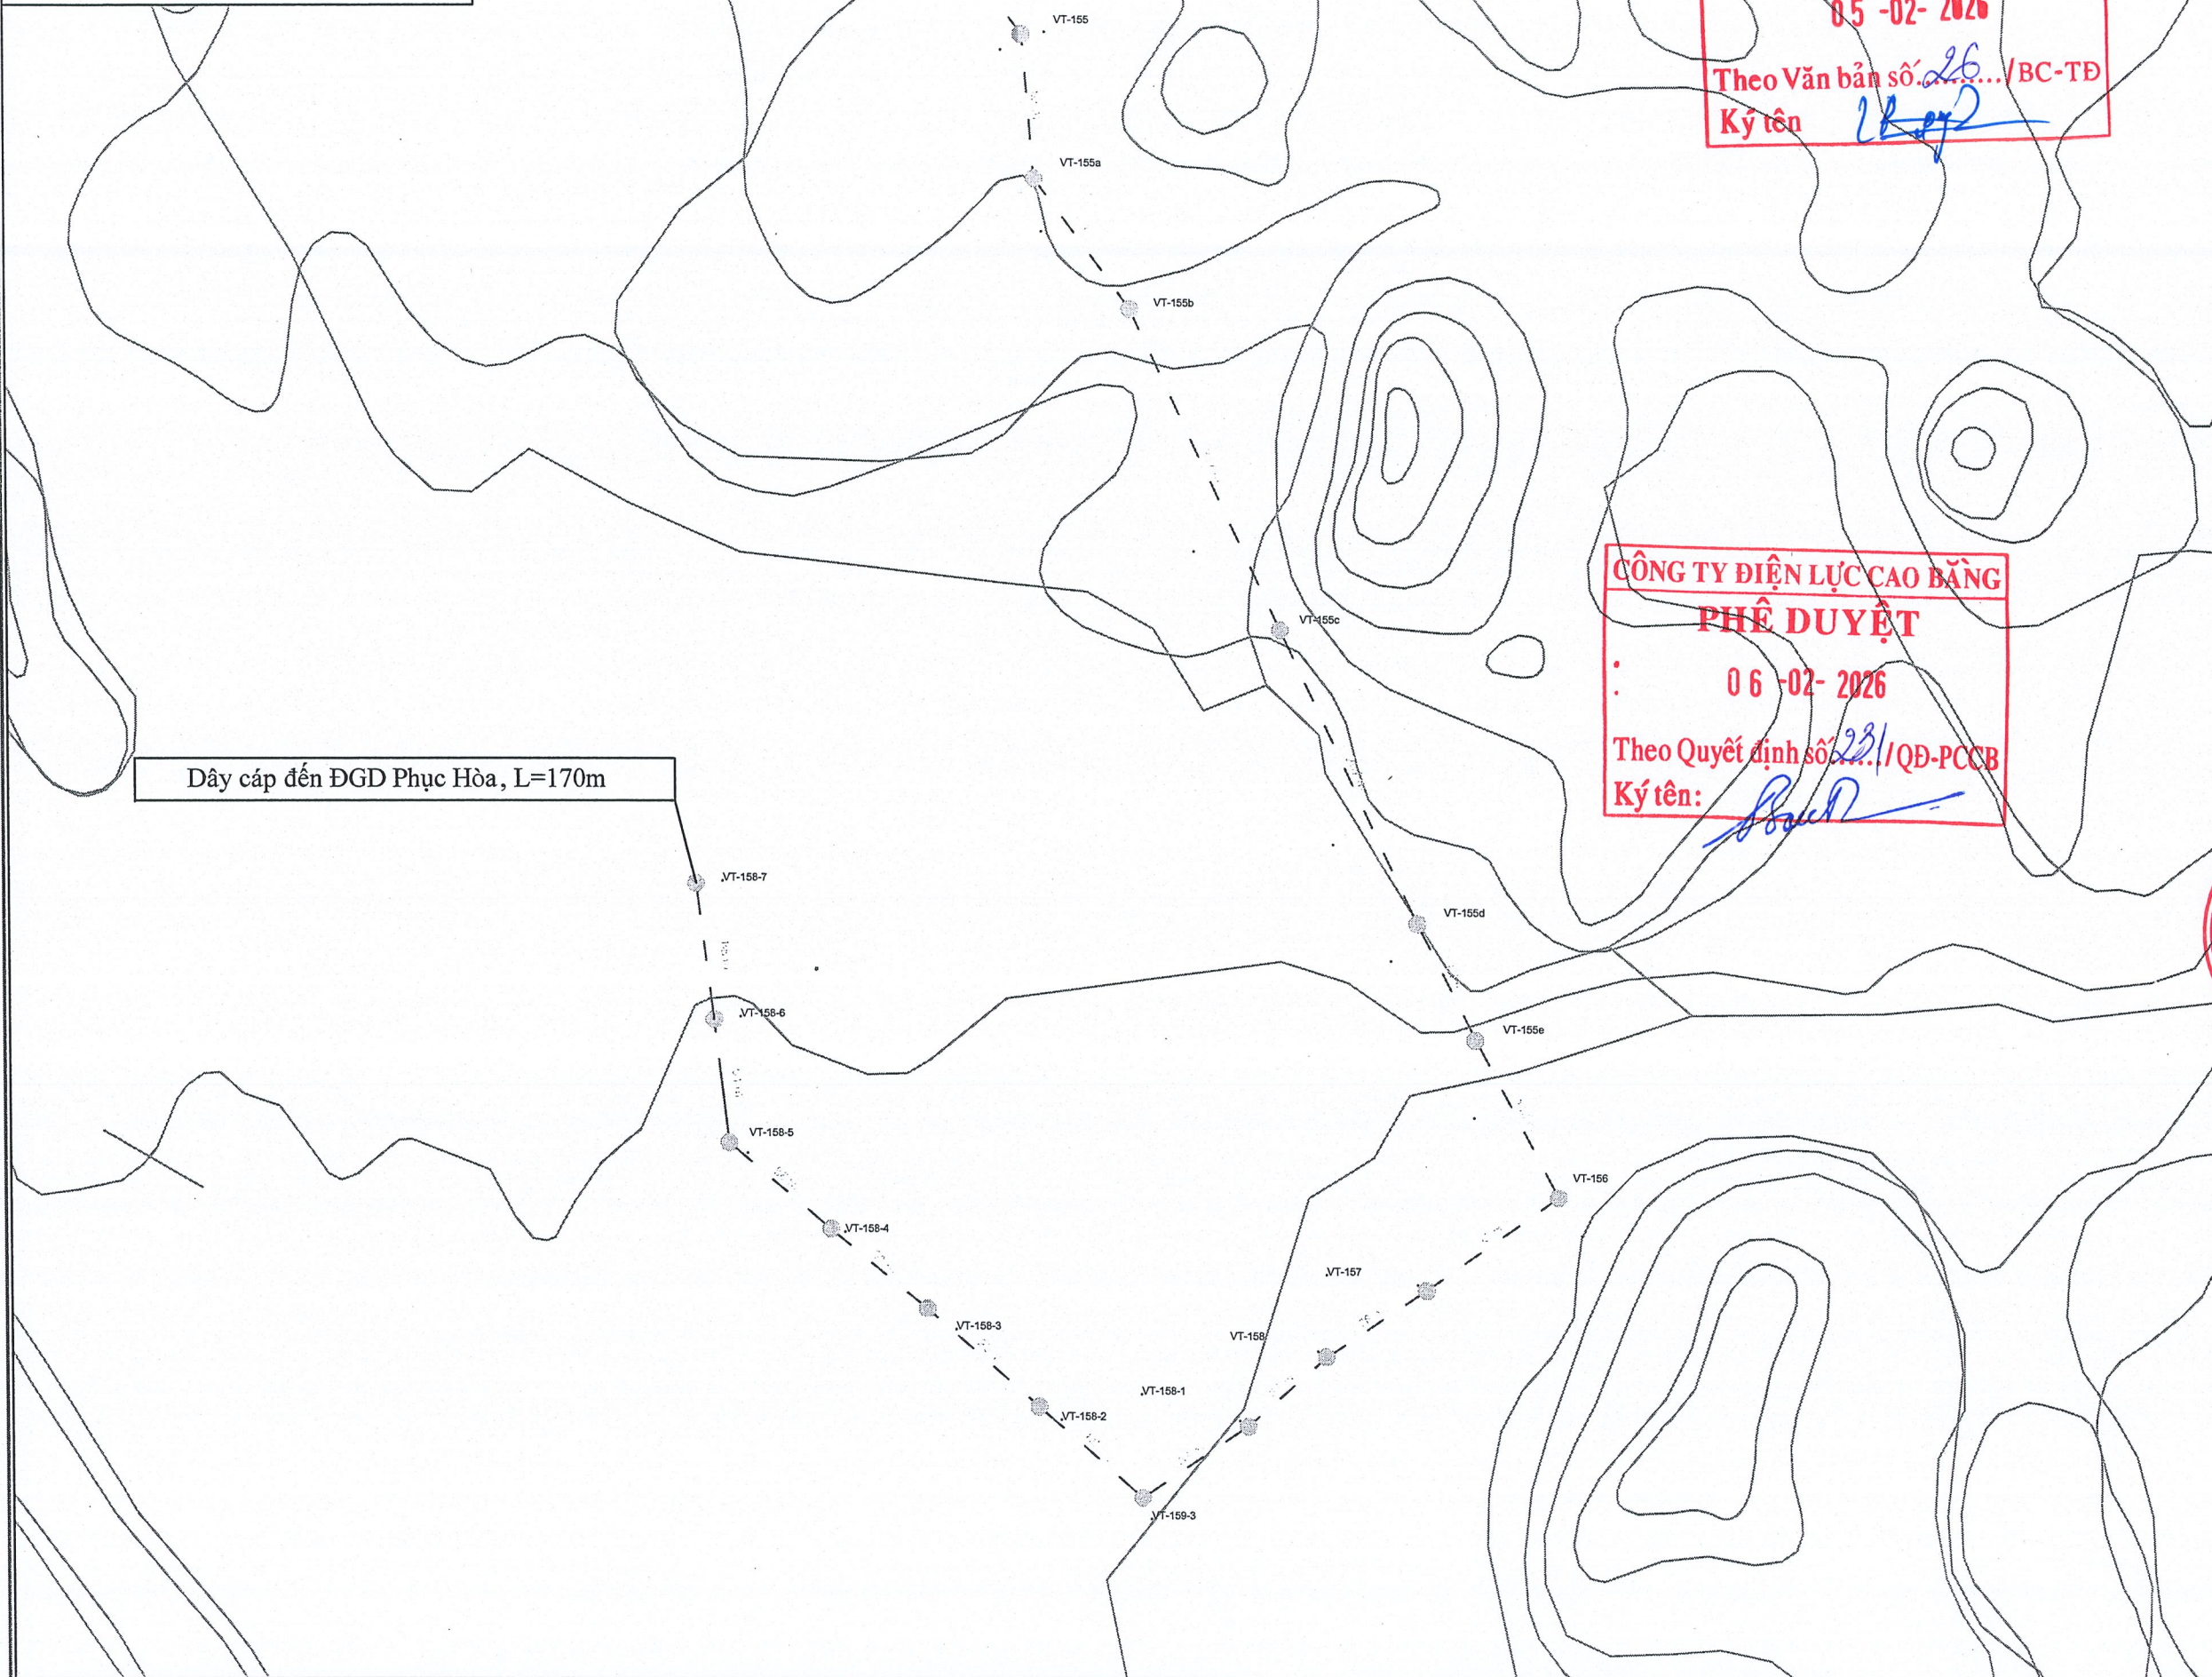 VT-155
05 -02- 2026
Theo Văn bản số 26 /BC-TĐ
Ký tên
VT-155a
VT-155b
CÔNG TY ĐIỆN LỰC CAO BẰNG
PHÊ DUYỆT
06 -02- 2026
Theo Quyết định số 231/QĐ-PCCB
Ký tên:
VT-155c
Dây cáp đến ĐGD Phục Hòa, L=170m
VT-158-7
VT-155d
VT-158-6
VT-155e
VT-158-5
VT-156
VT-158-4
VT-157
VT-158-3
VT-158
VT-158-1
VT-158-2
VT-159-3